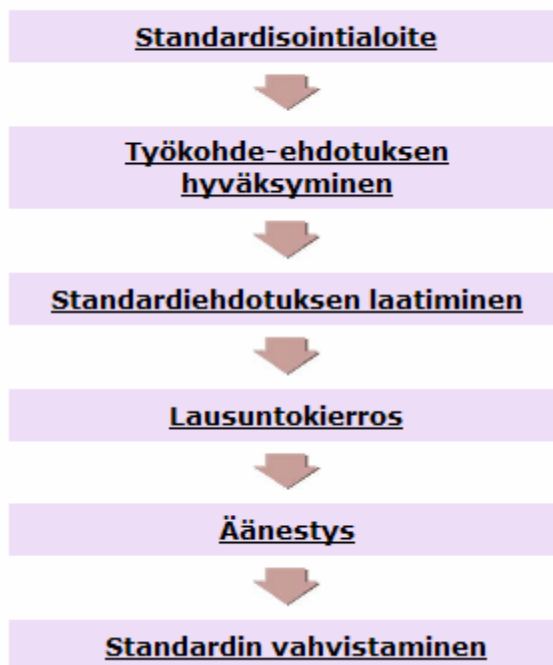 Standardisointialoite
Työkohde-ehdotuksen
hyväksyminen
Standardiehdotuksen laatiminen
Lausuntokierros
Äänestys
Standardin vahvistaminen